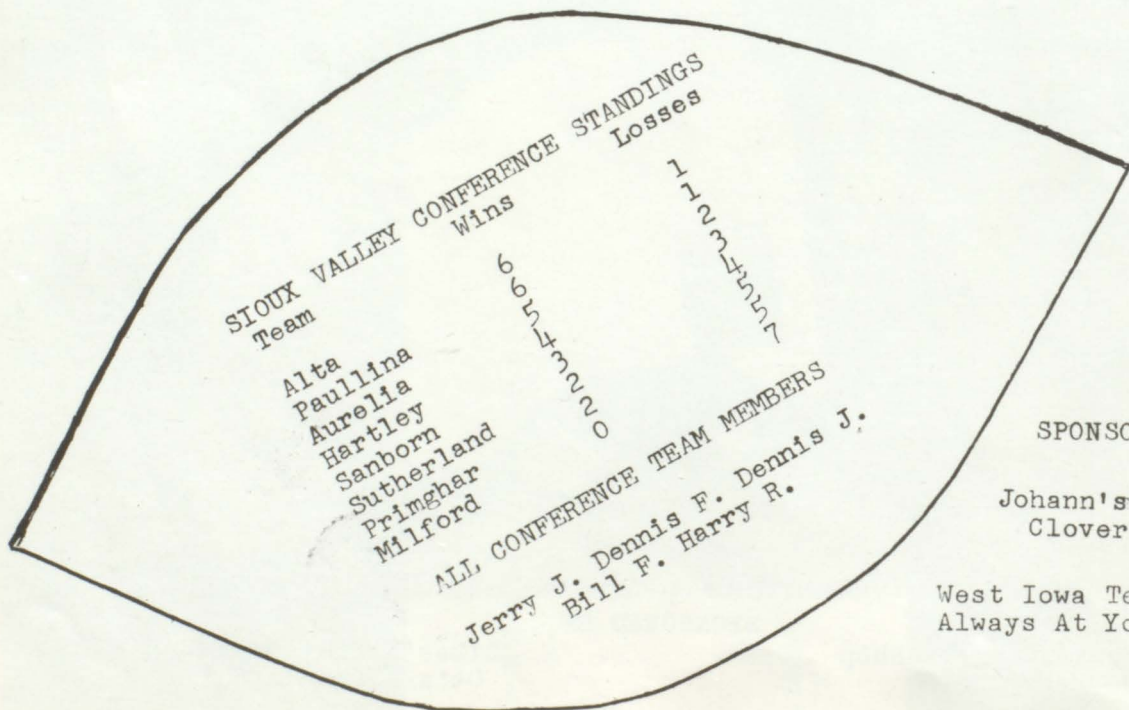 SIOUX VALLEY CONFERENCE STANDINGS
Team Wins Losses
Alta 6 1
Paullina 6 1
Aurelia 5 2
Hartley 4 3
Sanborn 3 4
Sutherland 2 5
Primghar 2 5
Milford 0 7
ALL CONFERENCE TEAM MEMBERS
Jerry J. Dennis F. Dennis J.
Bill F. Harry R.
Johann's
Clover
West Iowa
Always At